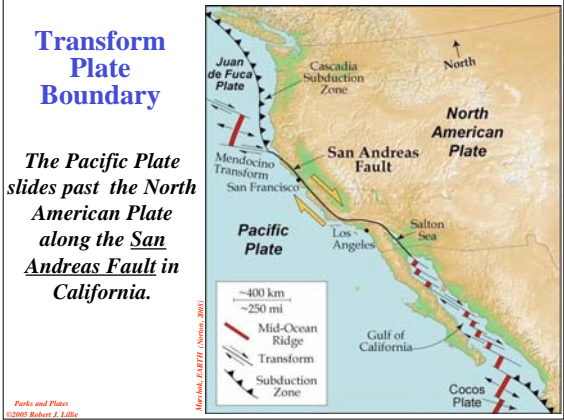 Transform
Plate
Boundary
The Pacific Plate
slides past the North
American Plate
along the San
Andreas Fault in
California.
Parks and Plates
©2005 Robert J. Lillie
Marshak, EARTH (Norton, 2005)
Juan
de Fuca
Plate
Cascadia
Subduction
Zone
North
North
American
Plate
Mendocino
Transform
San Andreas
Fault
San Francisco
Pacific
Plate
Los
Angeles
Salton
Sea
Gulf of
California
Cocos
Plate
~400 km
~250 mi
Mid-Ocean
Ridge
Transform
Subduction
Zone